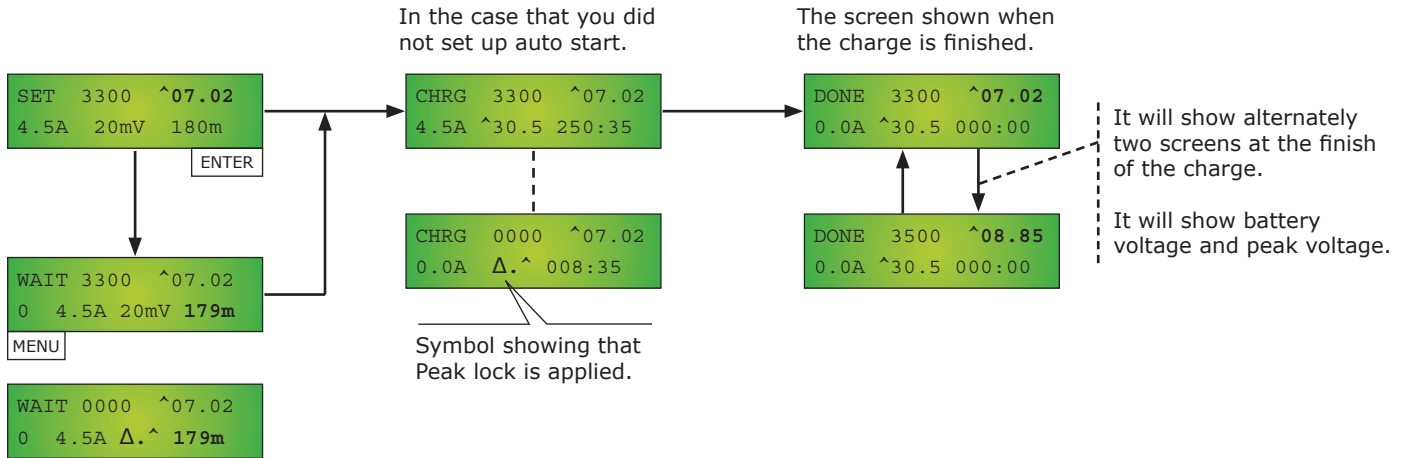 In the case that you did
not set up auto start.
The screen shown when
the charge is finished.
SET 3300 ^07.02
4.5A 20mV 180m
ENTER
CHRG 3300 ^07.02
4.5A ^30.5 250:35
DONE 3300 ^07.02
0.0A ^30.5 000:00
It will show alternately
two screens at the finish
of the charge.
It will show battery
voltage and peak voltage.
CHRG 0000 ^07.02
0.0A Δ.^ 008:35
DONE 3500 ^08.85
0.0A ^30.5 000:00
WAIT 3300 ^07.02
0 4.5A 20mV 179m
MENU
Symbol showing that
Peak lock is applied.
WAIT 0000 ^07.02
0 4.5A Δ.^ 179m